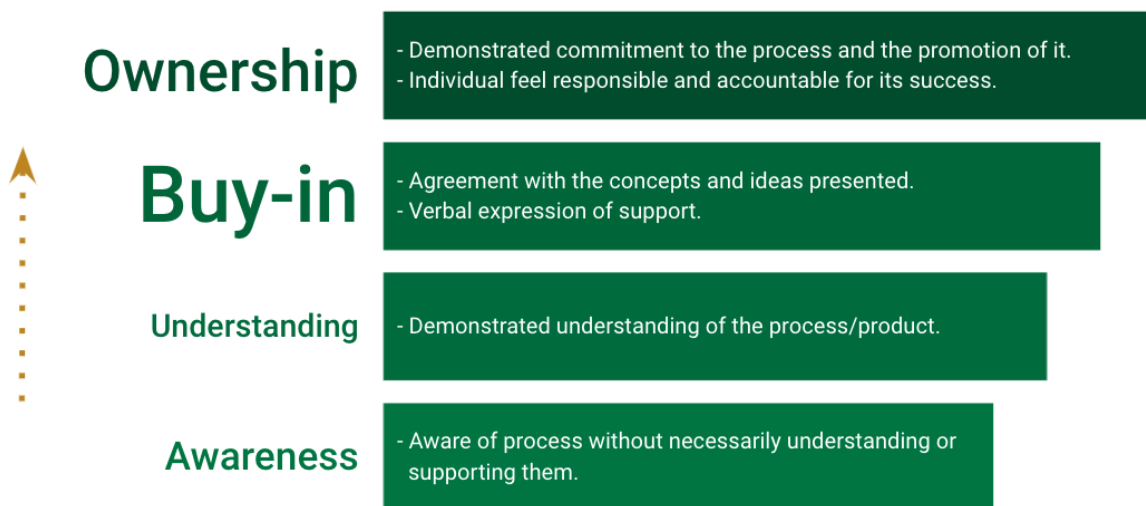 Ownership
- Demonstrated commitment to the process and the promotion of it.
- Individual feel responsible and accountable for its success.
Buy-in
- Agreement with the concepts and ideas presented.
- Verbal expression of support.
Understanding
- Demonstrated understanding of the process/product.
Awareness
- Aware of process without necessarily understanding or
supporting them.